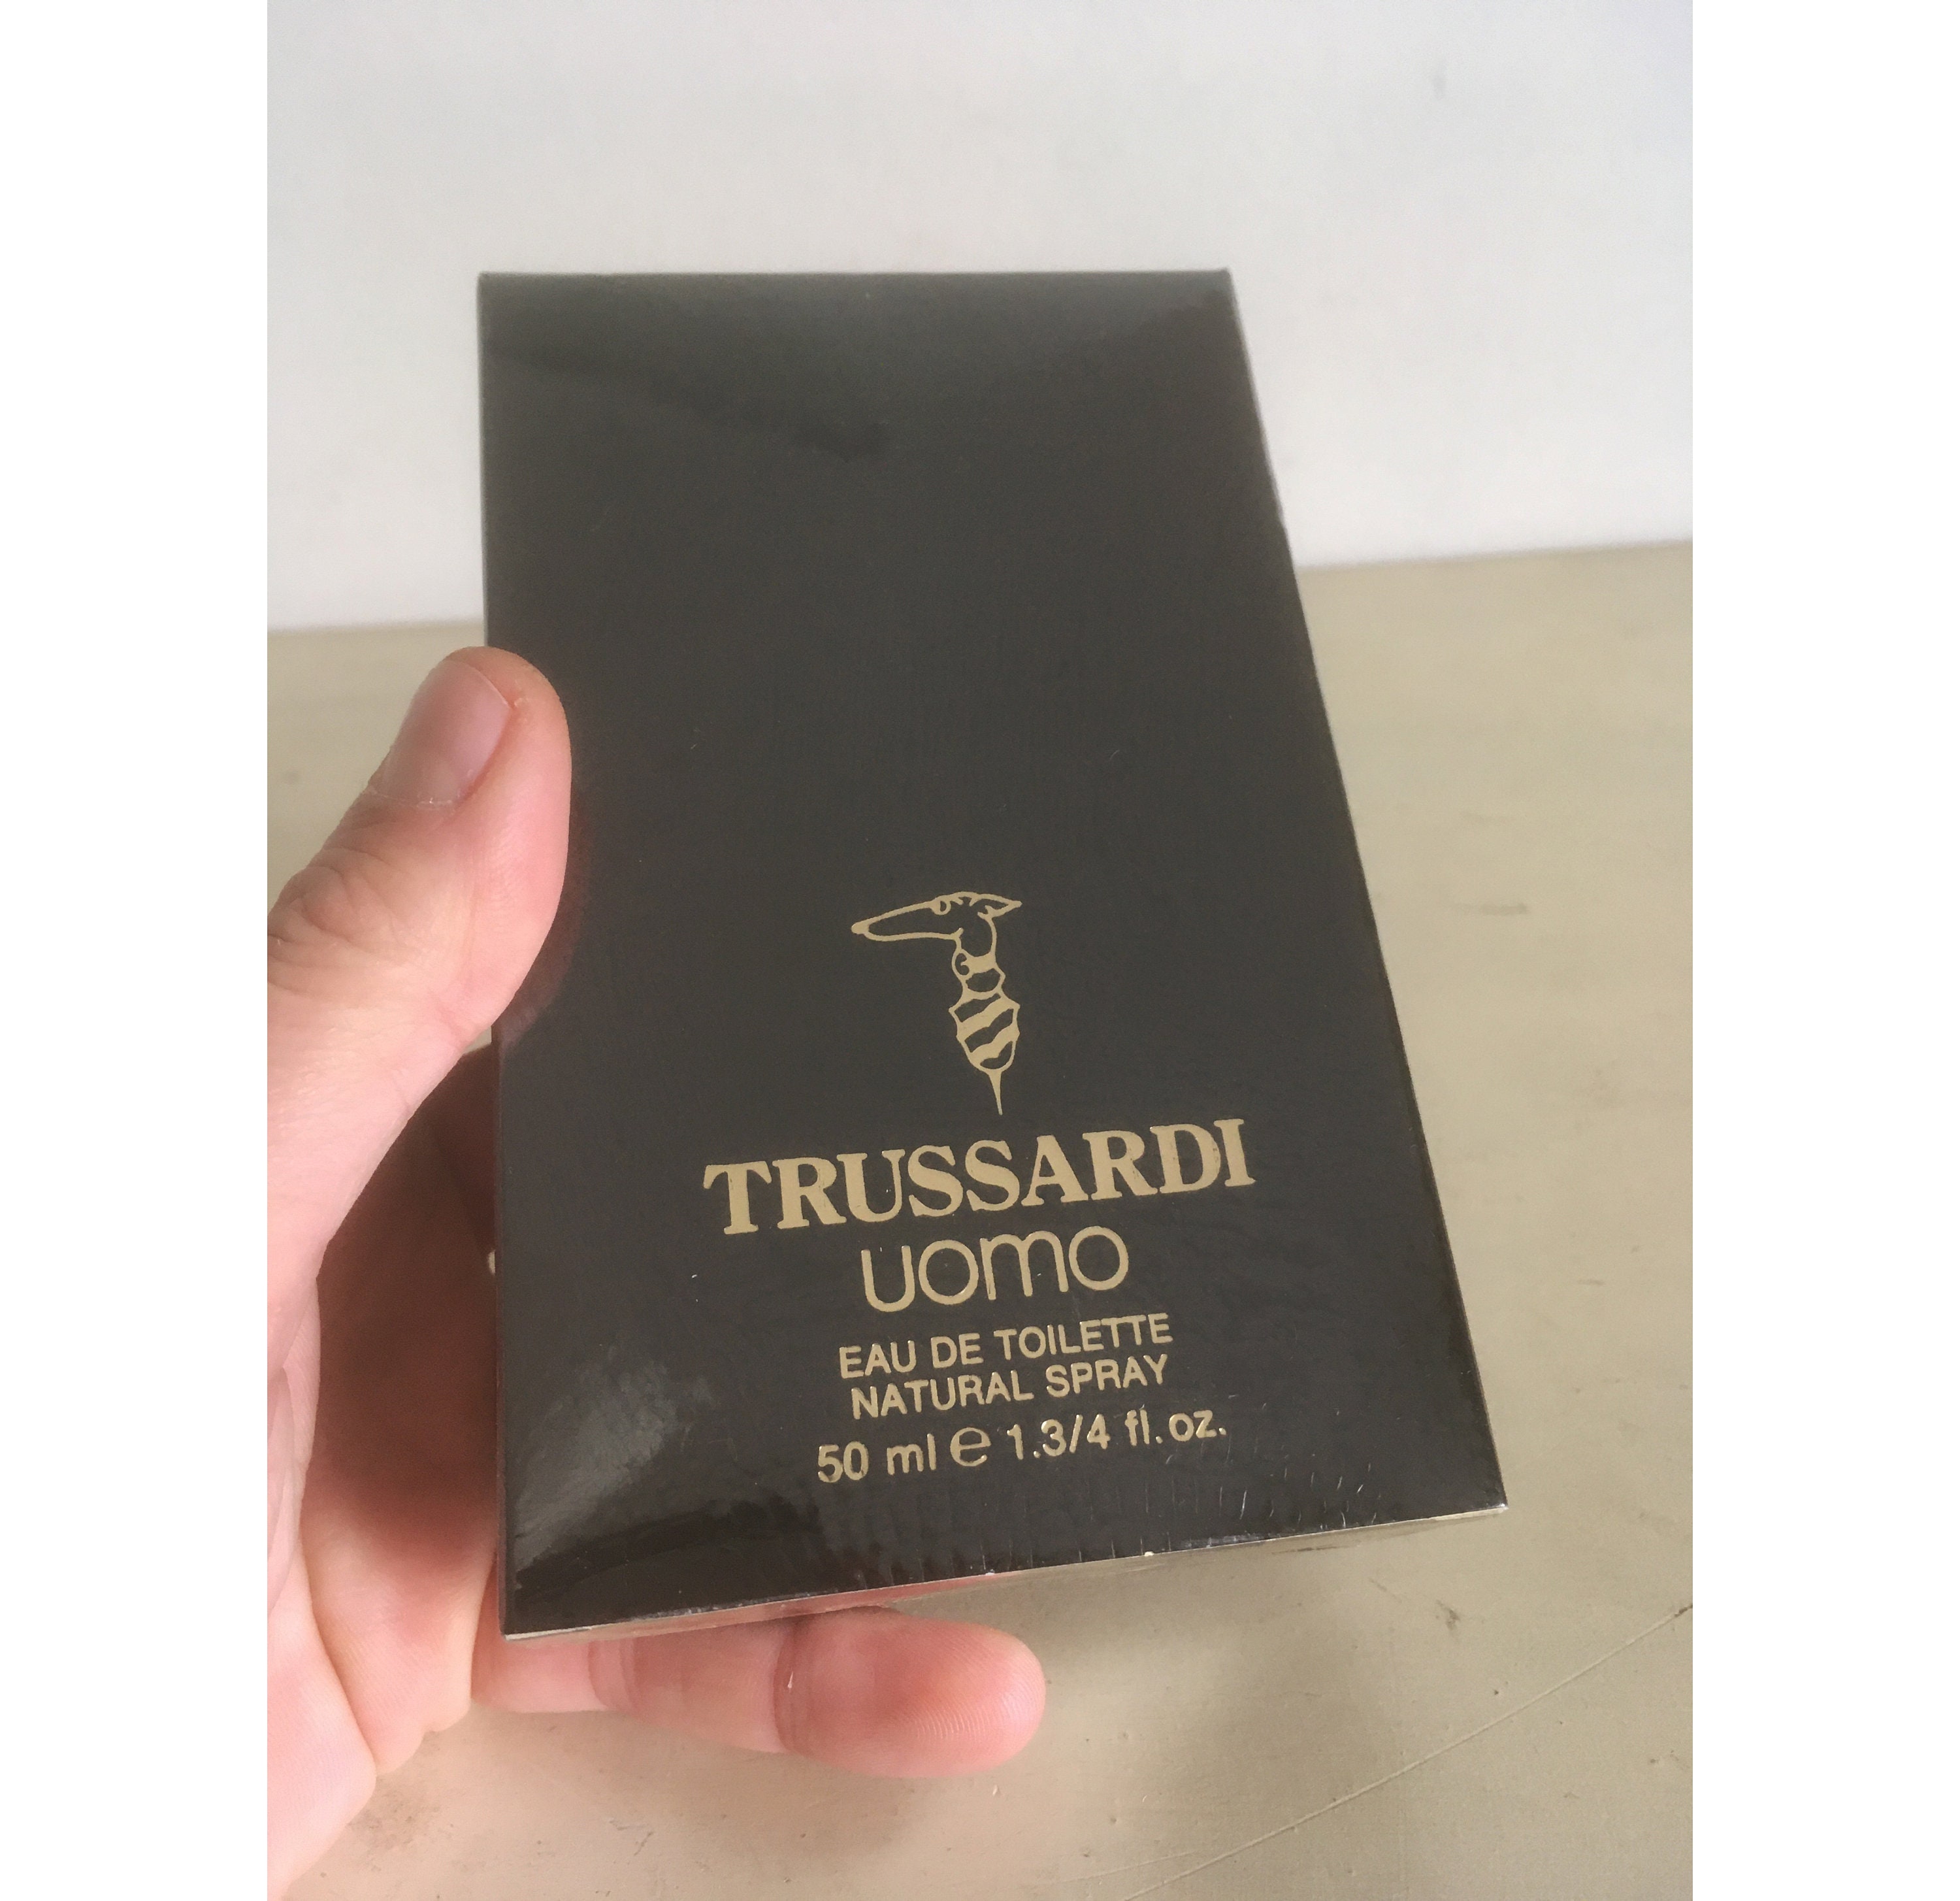 TRUSSARDI
uomo
EAU DE TOILETTE
NATURAL SPRAY
50 ml ℮ 1.3/4 fl. oz.